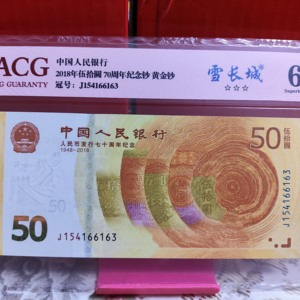 ACG
G GUARANTY
中国人民银行
2018年伍拾圆 70周年纪念钞 黄金钞
冠号：J154166163
雪长城
☆☆☆
6
Superb
中国人民银行
人民币发行七十周年纪念
1948-2018
50
伍拾圆
50
J154166163
J154166163